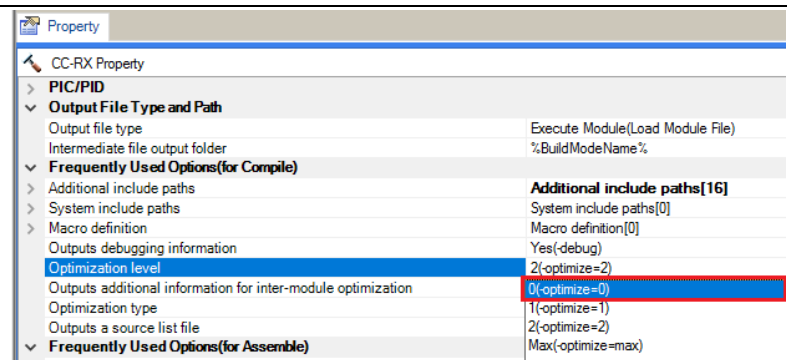 Property
CC-RX Property
PIC/PID
Output File Type and Path
Output file type Execute Module(Load Module File)
Intermediate file output folder %BuildModeName%
Frequently Used Options(for Compile)
Additional include paths Additional include paths[16]
System include paths System include paths[0]
Macro definition Macro definition[0]
Outputs debugging information Yes(-debug)
Optimization level 2(-optimize=2)
Outputs additional information for inter-module optimization 0(-optimize=0)
Optimization type 1(-optimize=1)
Outputs a source list file 2(-optimize=2)
Frequently Used Options(for Assemble) Max(-optimize=max)